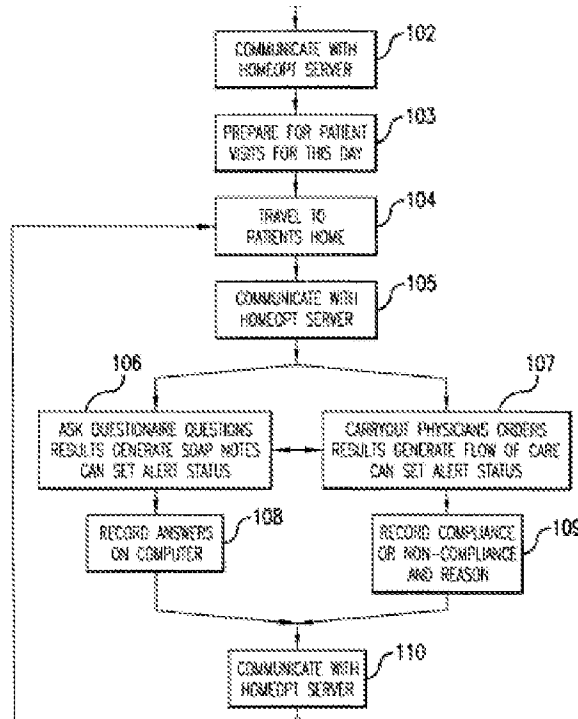 COMMUNICATE WITH
HOMEOPT SERVER
102
PREPARE FOR PATIENT
VISITS FOR THIS DAY
103
TRAVEL TO
PATIENTS HOME
104
COMMUNICATE WITH
HOMEOPT SERVER
105
106
ASK QUESTIONAIRE QUESTIONS
RESULTS GENERATE SOAP NOTES
CAN SET ALERT STATUS
107
CARRYOUT PHYSICIANS ORDERS
RESULTS GENERATE FLOW OF CARE
CAN SET ALERT STATUS
RECORD ANSWERS
ON COMPUTER
108
RECORD COMPLIANCE
OR NON-COMPLIANCE
AND REASON
109
COMMUNICATE WITH
HOMEOPT SERVER
110